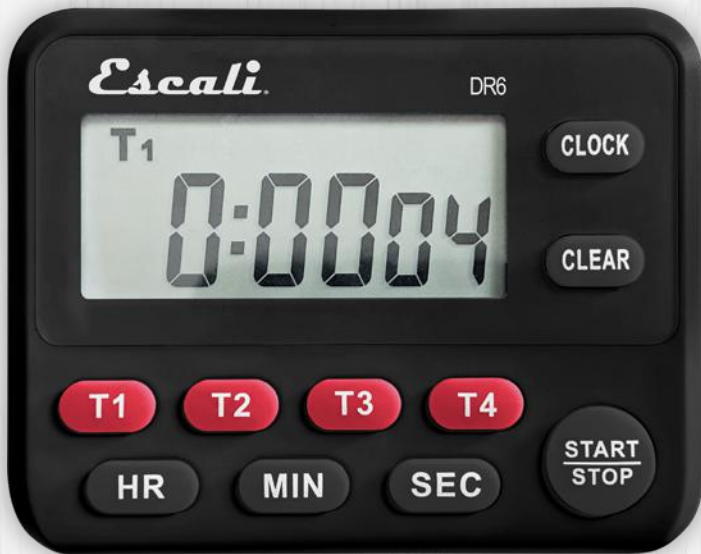 Escali.
DR6
T1
0:0004
CLOCK
CLEAR
T1 T2 T3 T4
HR MIN SEC
START
STOP